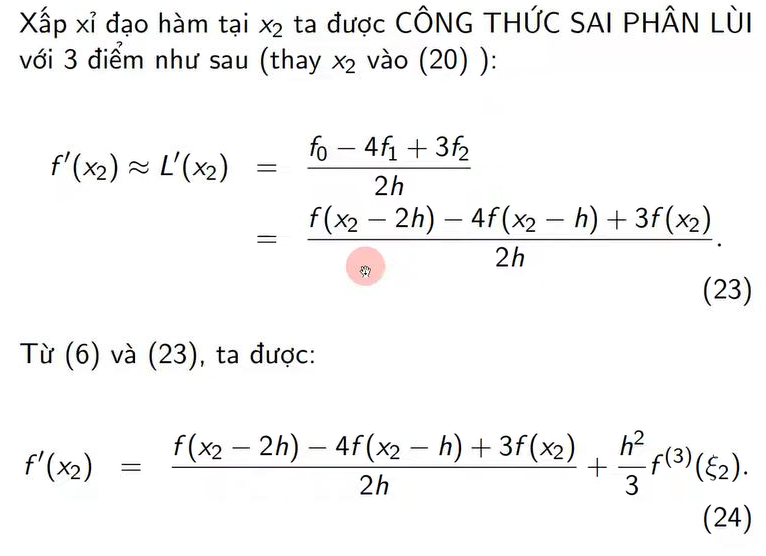 Xấp xỉ đạo hàm tại x₂ ta được CÔNG THỨC SAI PHÂN LÙI
với 3 điểm như sau (thay x₂ vào (20) ):
f′(x₂) ≈ L′(x₂) = (f₀ − 4f₁ + 3f₂) / 2h
= (f(x₂ − 2h) − 4f(x₂ − h) + 3f(x₂)) / 2h.
(23)
Từ (6) và (23), ta được:
f′(x₂) = (f(x₂ − 2h) − 4f(x₂ − h) + 3f(x₂)) / 2h + h²/3 f⁽³⁾(ξ₂).
(24)